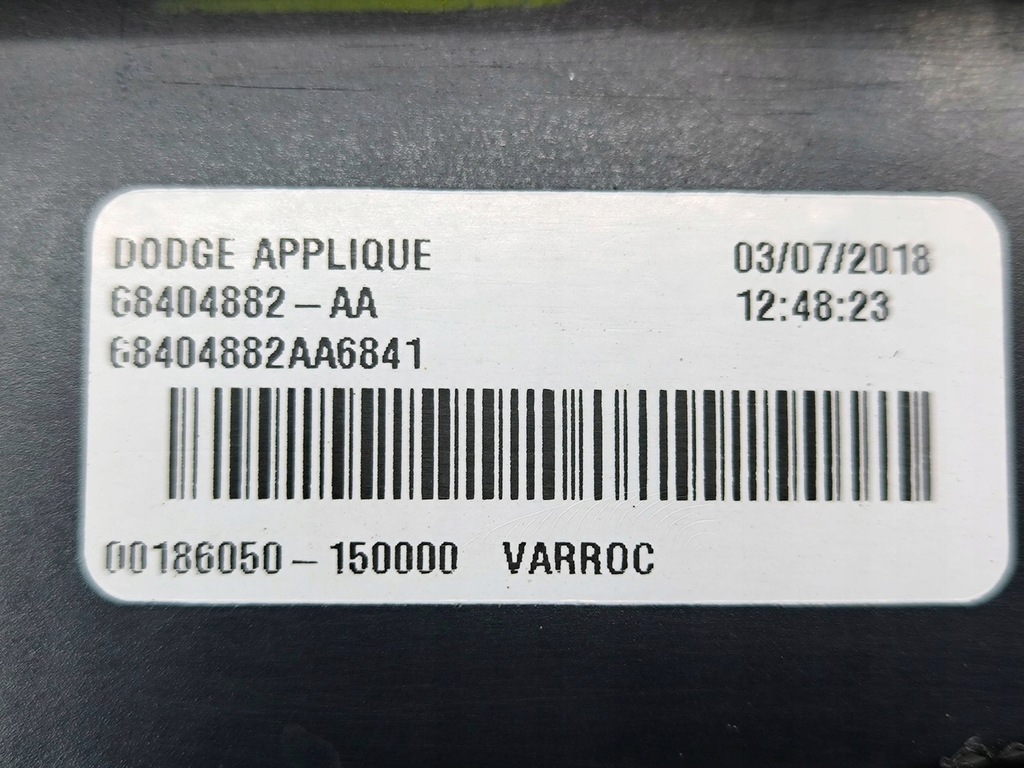 DODGE APPLIQUE 03/07/2018
68404882-AA 12:48:23
68404882AA6841
00186050-150000 VARROC